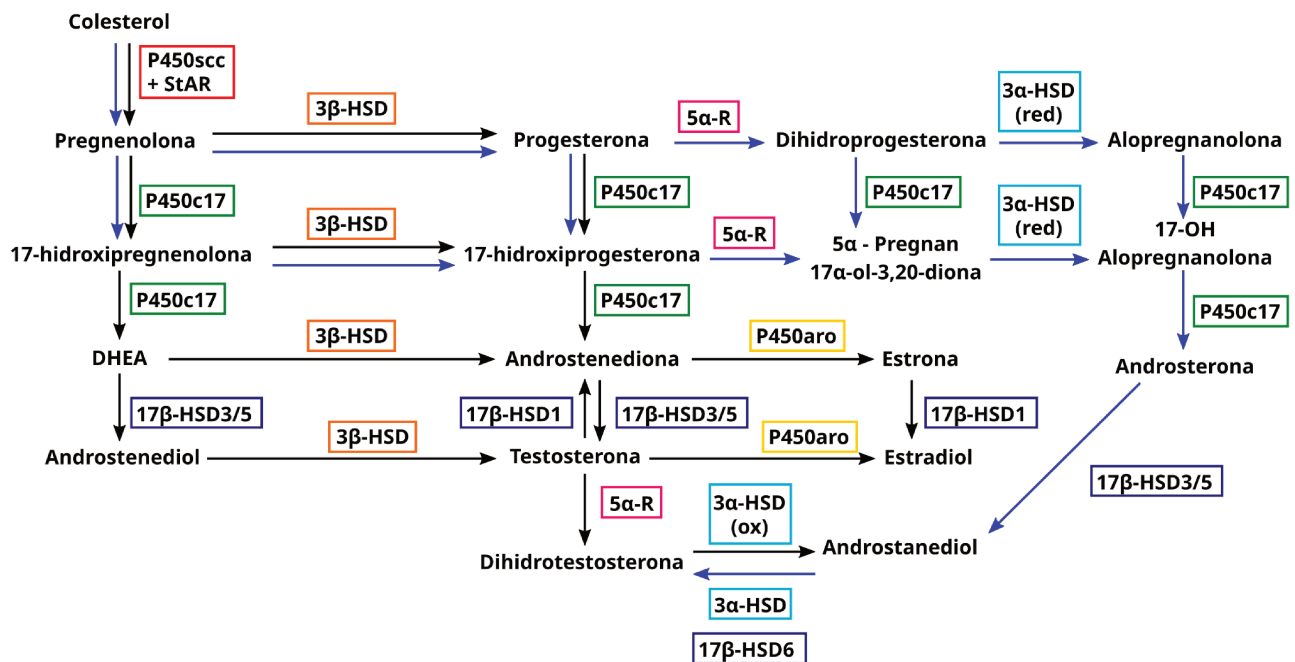 Colesterol
P450scc
+ StAR
3β-HSD
5α-R
3α-HSD
(red)
Pregnenolona
Progesterona
Dihidroprogesterona
Alopregnanolona
P450c17
P450c17
P450c17
P450c17
3β-HSD
5α-R
3α-HSD
(red)
17-hidroxipregnenolona
17-hidroxiprogesterona
5α - Pregnan
17α-ol-3,20-diona
17-OH
Alopregnanolona
P450c17
P450c17
P450c17
3β-HSD
P450aro
DHEA
Androstenediona
Estrona
Androsterona
17β-HSD3/5
17β-HSD1
17β-HSD3/5
17β-HSD1
3β-HSD
P450aro
Androstenediol
Testosterona
Estradiol
17β-HSD3/5
5α-R
3α-HSD
(ox)
Dihidrotestosterona
Androstanediol
3α-HSD
17β-HSD6